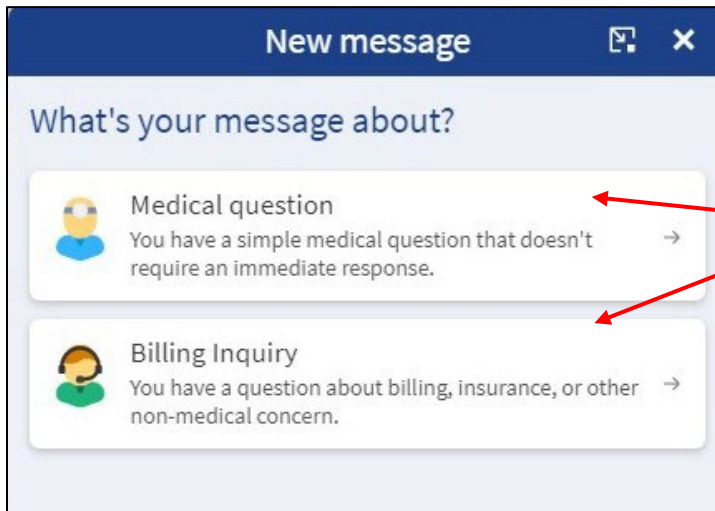 New message
What's your message about?
Medical question
You have a simple medical question that doesn't
require an immediate response.
Billing Inquiry
You have a question about billing, insurance, or other
non-medical concern.